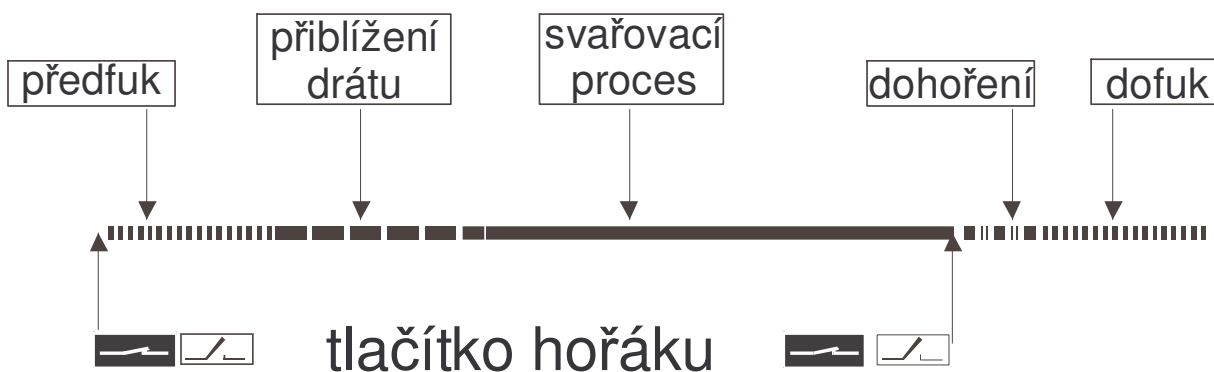 předfuk
přiblížení
drátu
svařovací
proces
dohoření
dofuk
tlačítko hořáku